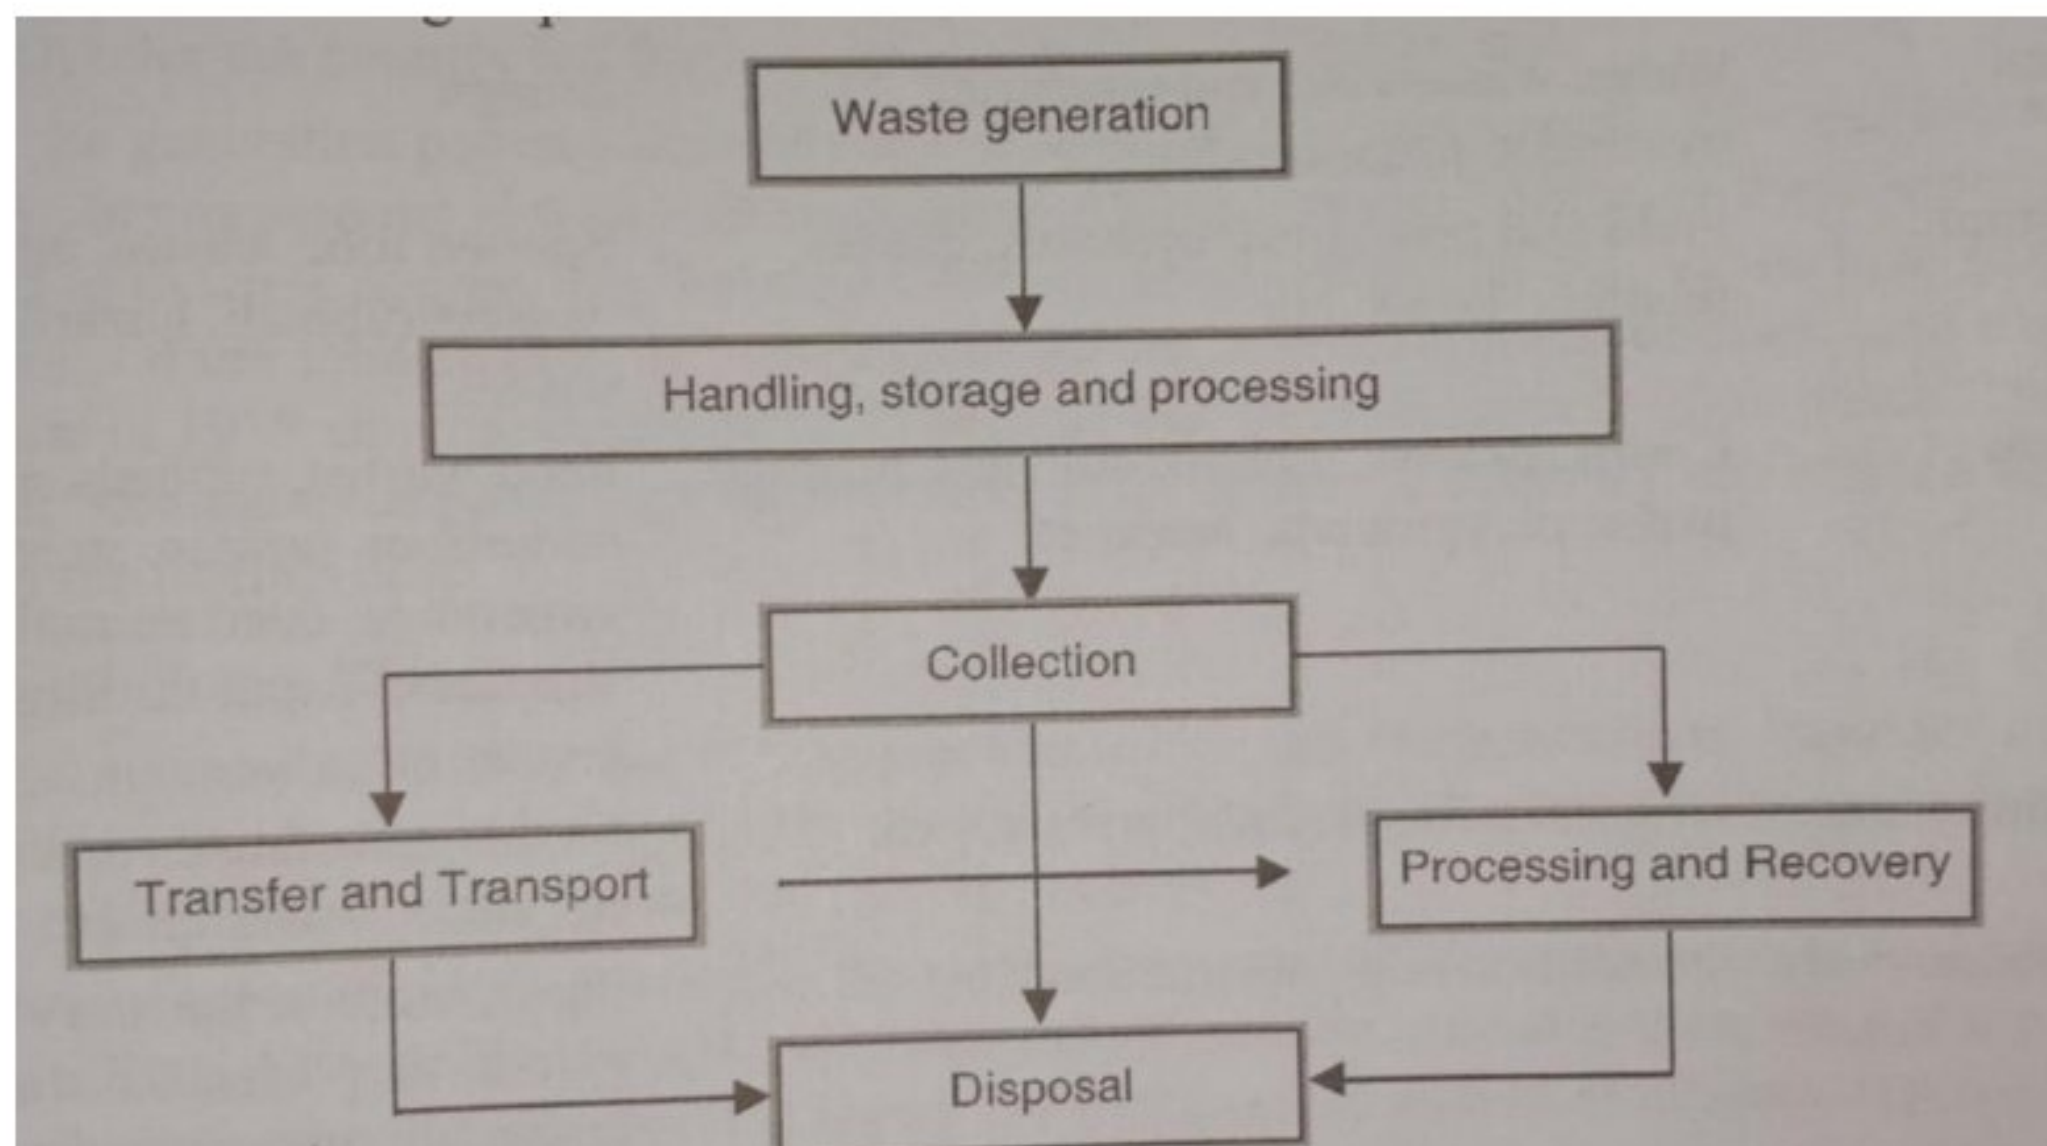 Waste generation
Handling, storage and processing
Collection
Transfer and Transport
Processing and Recovery
Disposal